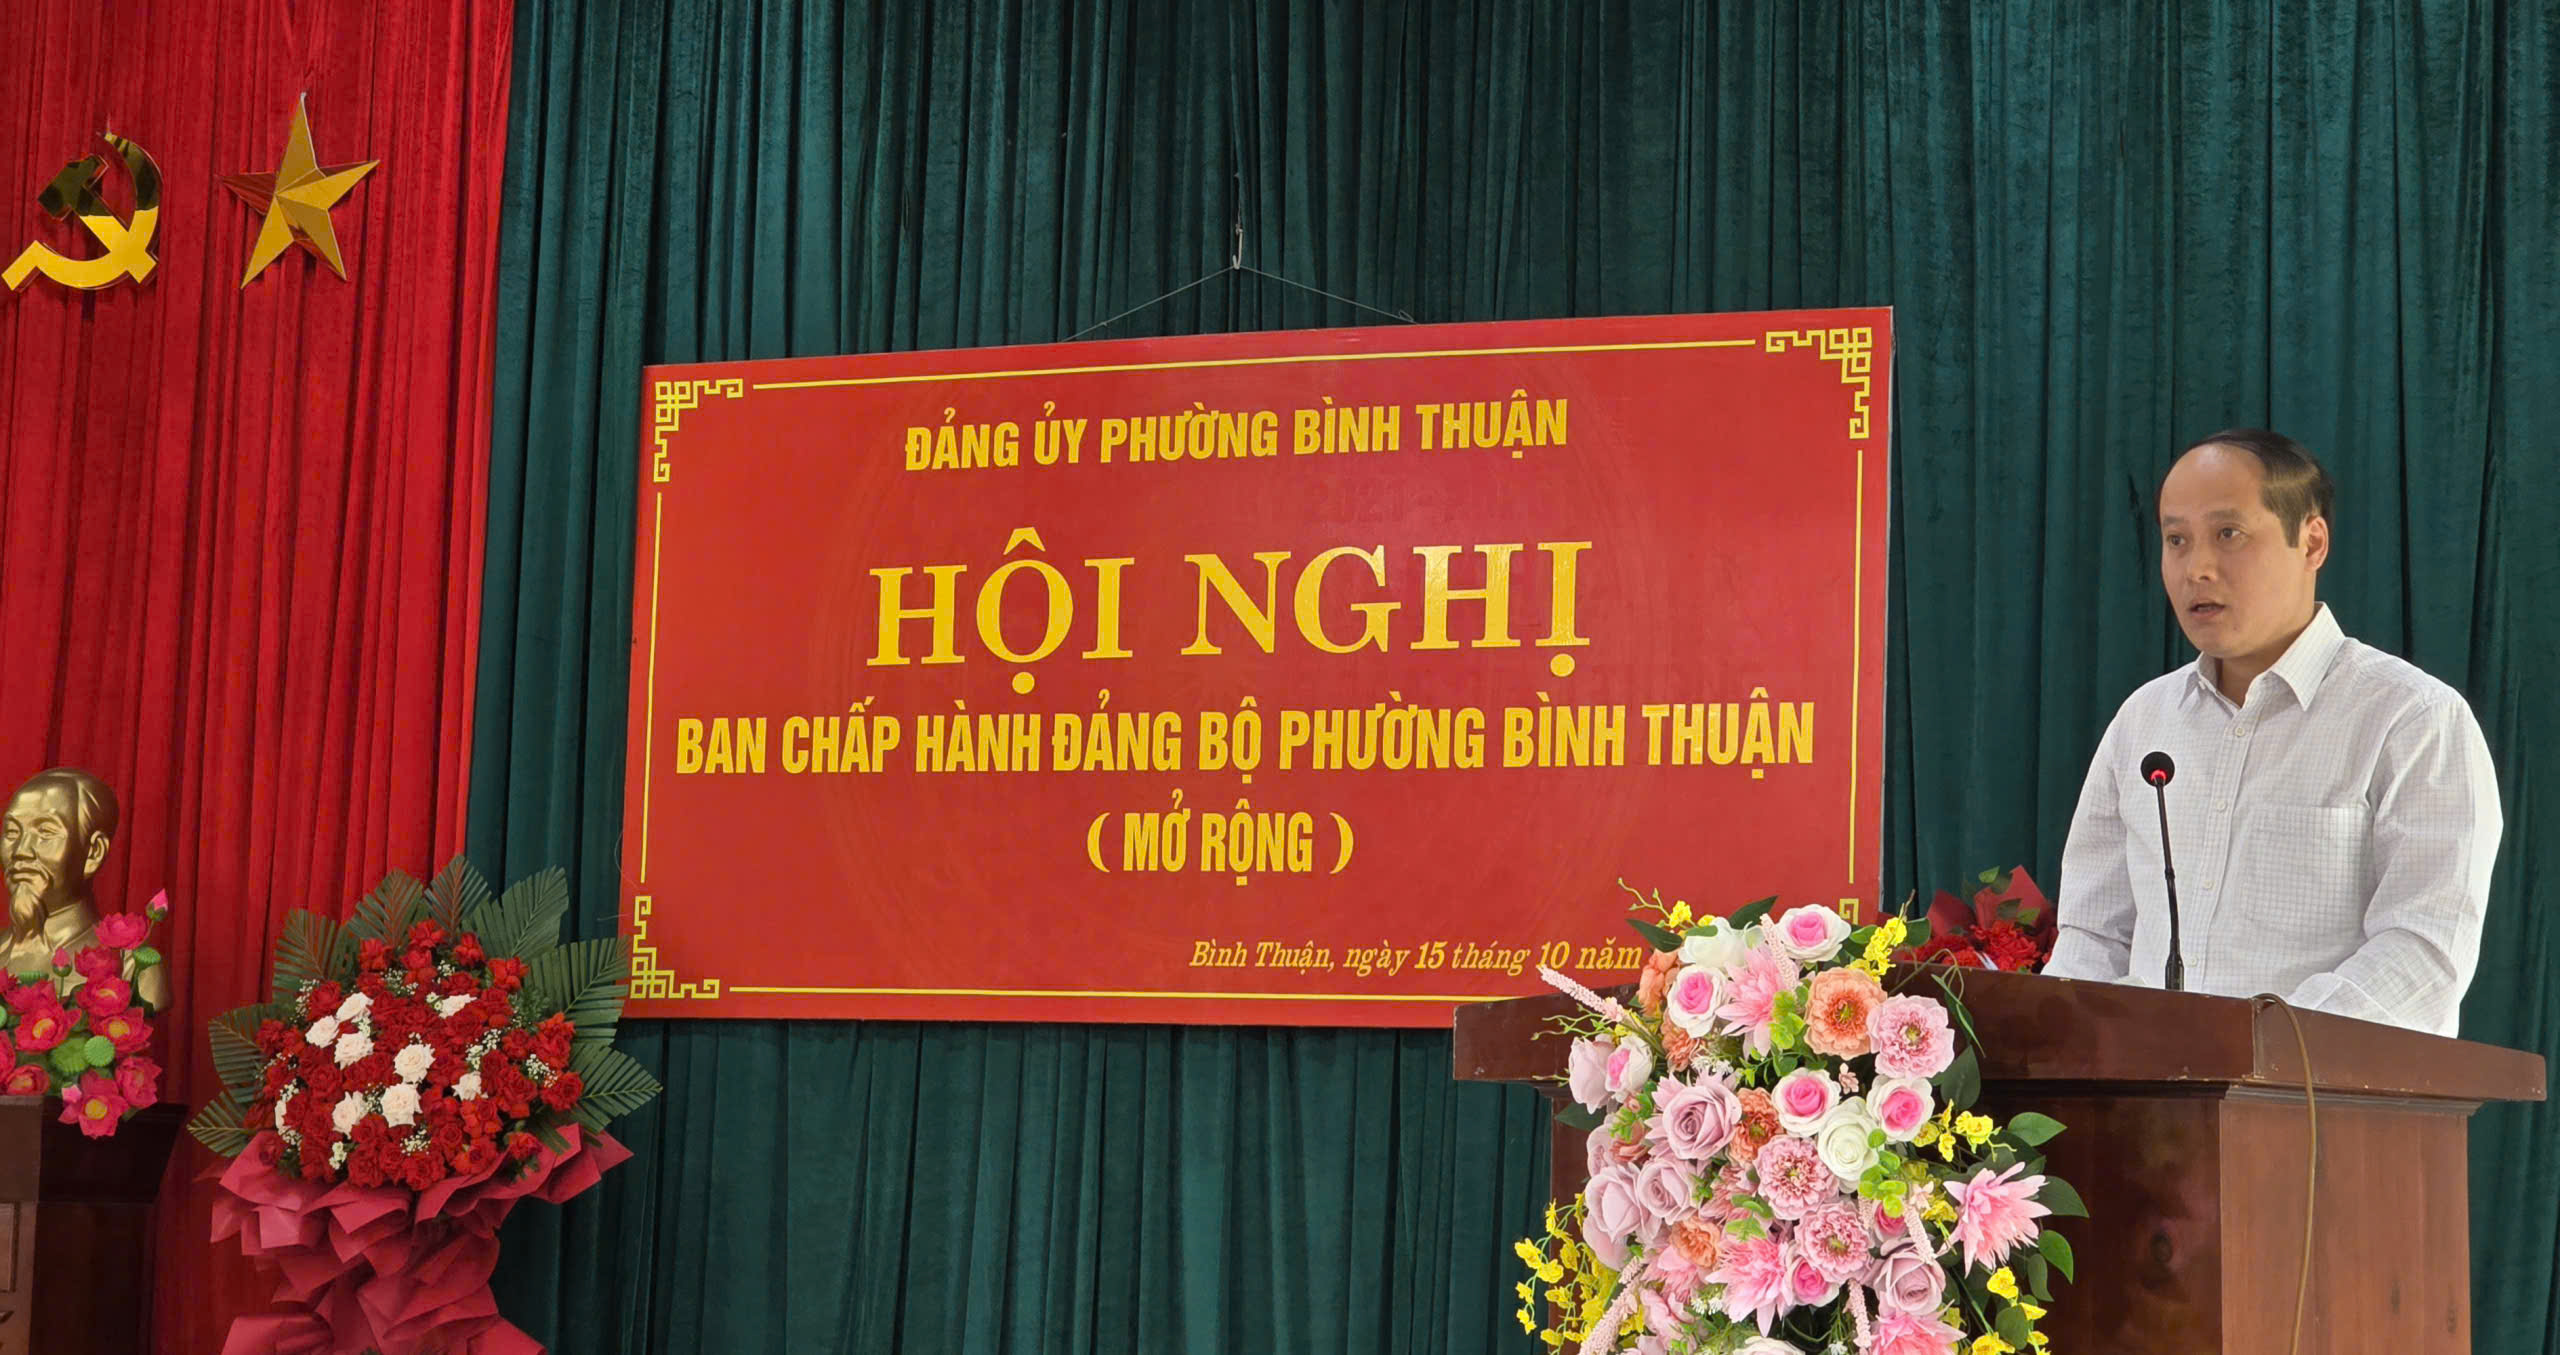 ĐẢNG ỦY PHƯỜNG BÌNH THUẬN
HỘI NGHỊ
BAN CHẤP HÀNH ĐẢNG BỘ PHƯỜNG BÌNH THUẬN
( MỞ RỘNG )
Bình Thuận, ngày 15 tháng 10 năm